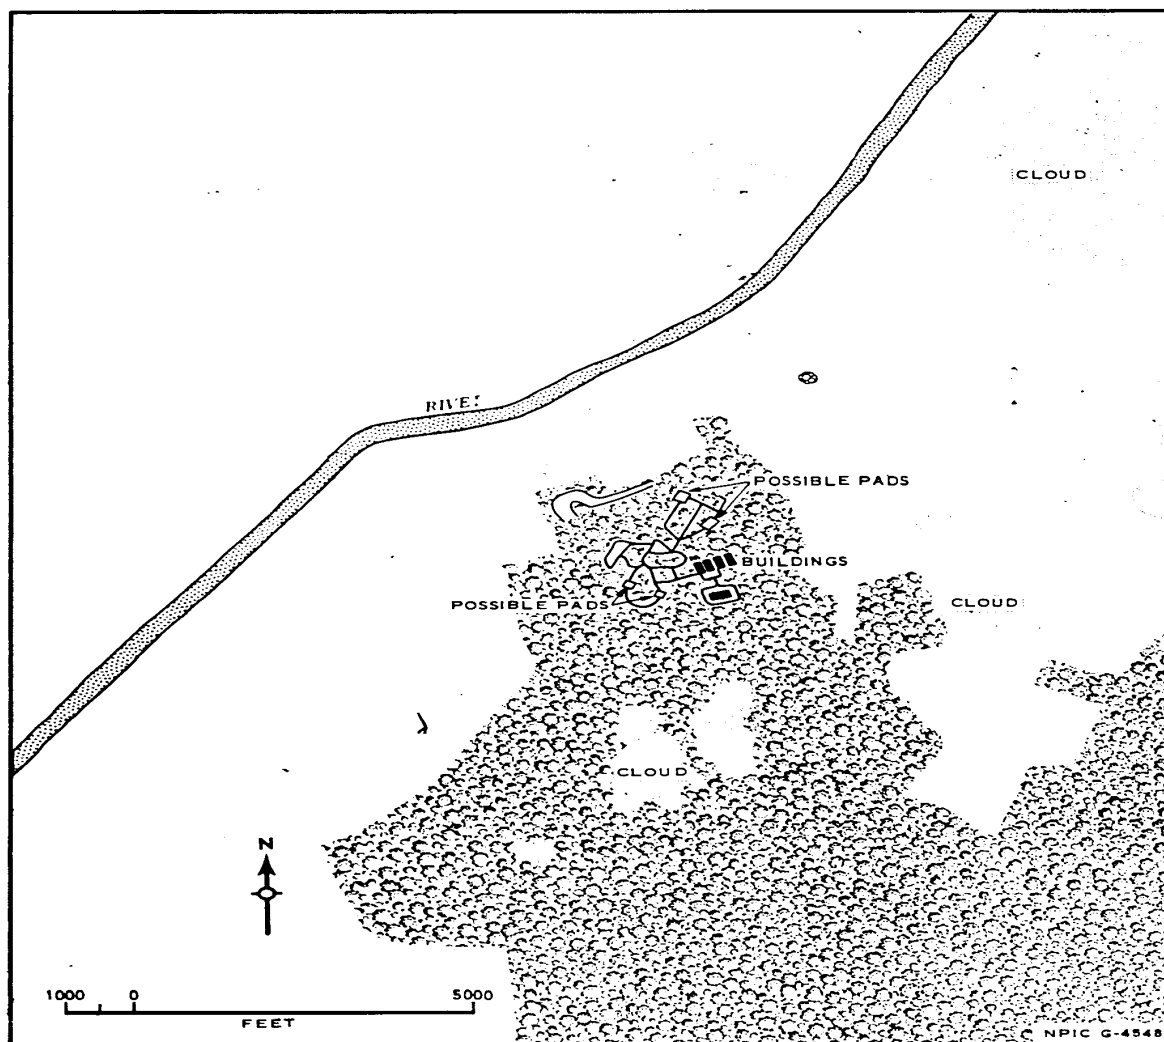 CLOUD
RIVE
POSSIBLE PADS
BUILDINGS
POSSIBLE PADS
CLOUD
CLOUD
N
1000 0 5000
FEET
NPIC G-4548